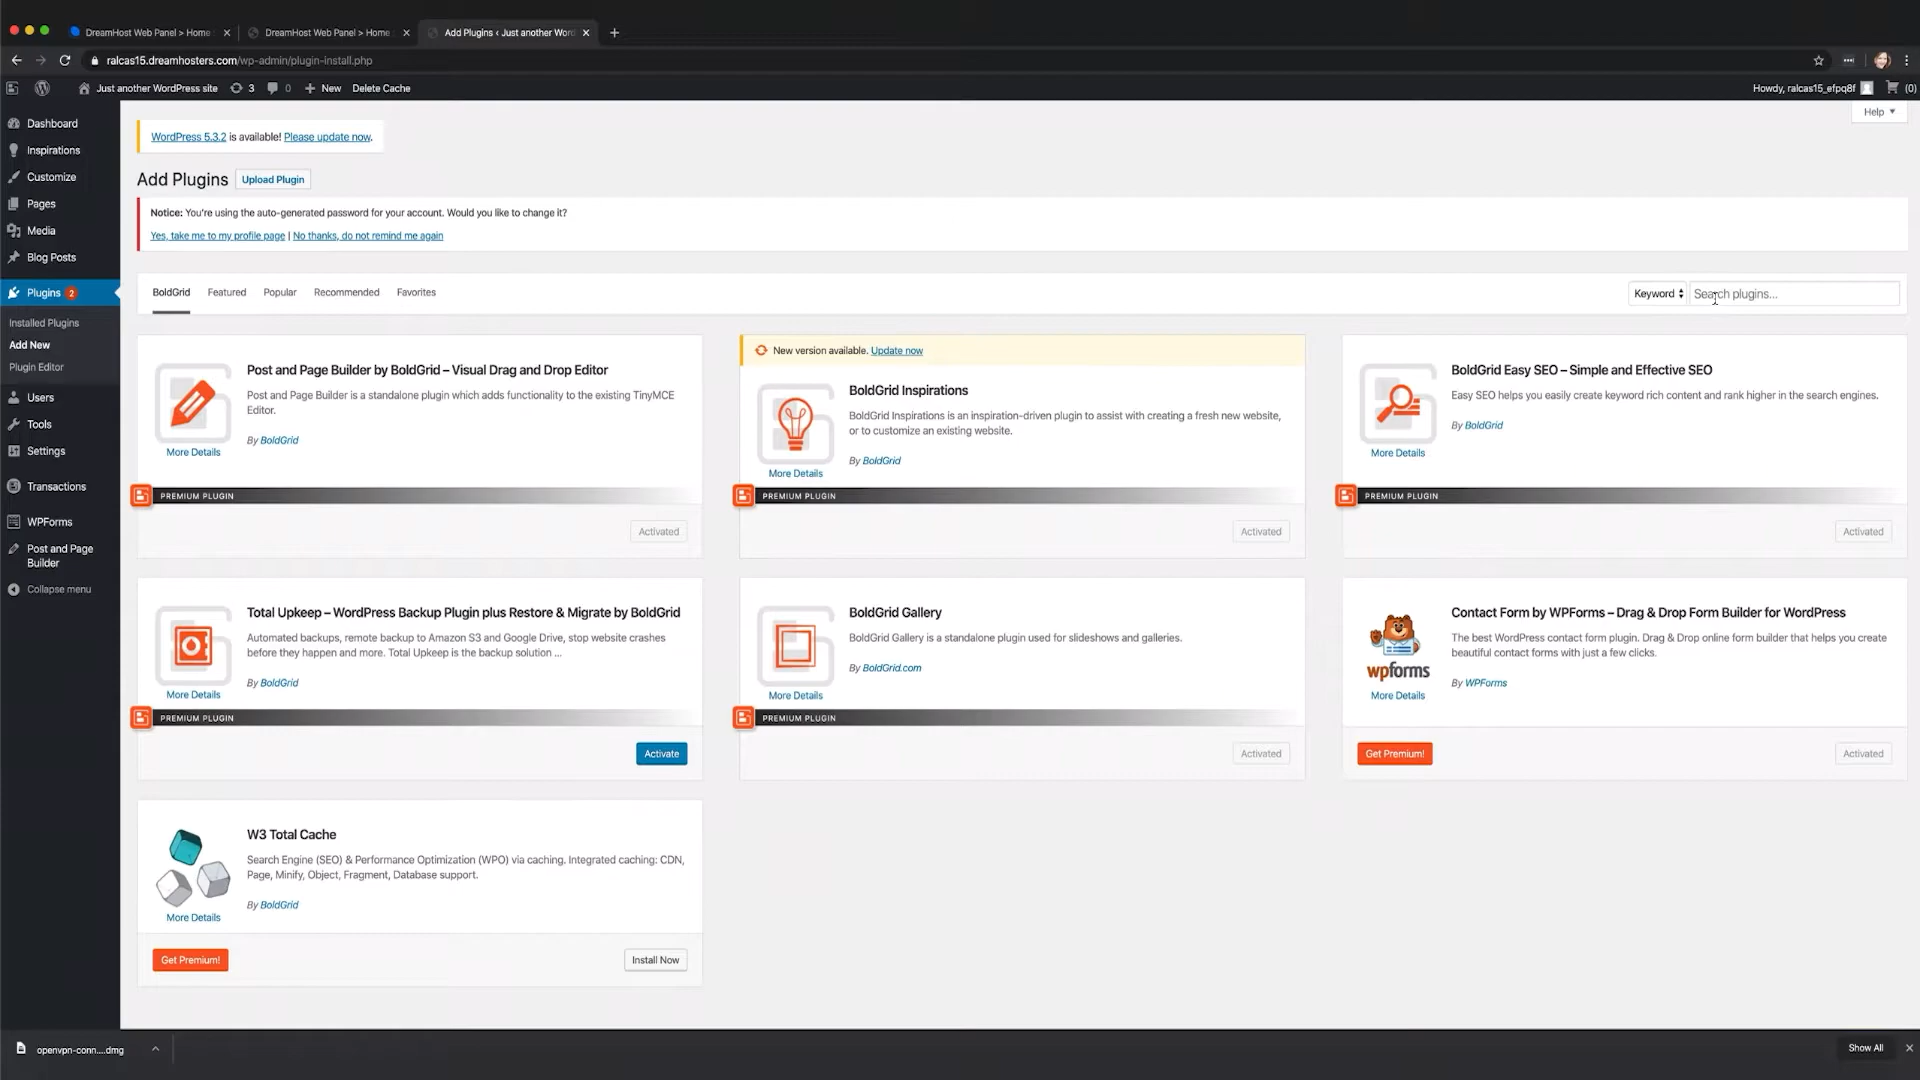 DreamHost Web Panel > Home
DreamHost Web Panel > Home
Add Plugins ‹ Just another Word
ralcas15.dreamhosters.com/wp-admin/plugin-install.php
Just another WordPress site
3
0
New
Delete Cache
Howdy, ralcas15_efpq8f
(0)
Dashboard
Inspirations
Customize
Pages
Media
Blog Posts
Plugins 2
Installed Plugins
Add New
Plugin Editor
Users
Tools
Settings
Transactions
WPForms
Post and Page
Builder
Collapse menu
Help
WordPress 5.3.2 is available! Please update now.
Add Plugins
Upload Plugin
Notice: You're using the auto-generated password for your account. Would you like to change it?
Yes, take me to my profile page | No thanks, do not remind me again
BoldGrid
Featured
Popular
Recommended
Favorites
Keyword
Search plugins...
Post and Page Builder by BoldGrid – Visual Drag and Drop Editor
Post and Page Builder is a standalone plugin which adds functionality to the existing TinyMCE
Editor.
By BoldGrid
More Details
PREMIUM PLUGIN
Activated
New version available. Update now
BoldGrid Inspirations
BoldGrid Inspirations is an inspiration-driven plugin to assist with creating a fresh new website,
or to customize an existing website.
By BoldGrid
More Details
PREMIUM PLUGIN
Activated
BoldGrid Easy SEO – Simple and Effective SEO
Easy SEO helps you easily create keyword rich content and rank higher in the search engines.
By BoldGrid
More Details
PREMIUM PLUGIN
Activated
Total Upkeep – WordPress Backup Plugin plus Restore & Migrate by BoldGrid
Automated backups, remote backup to Amazon S3 and Google Drive, stop website crashes
before they happen and more. Total Upkeep is the backup solution ...
By BoldGrid
More Details
PREMIUM PLUGIN
Activate
BoldGrid Gallery
BoldGrid Gallery is a standalone plugin used for slideshows and galleries.
By BoldGrid.com
More Details
PREMIUM PLUGIN
Activated
Contact Form by WPForms – Drag & Drop Form Builder for WordPress
The best WordPress contact form plugin. Drag & Drop online form builder that helps you create
beautiful contact forms with just a few clicks.
By WPForms
wpforms
More Details
Get Premium!
Activated
W3 Total Cache
Search Engine (SEO) & Performance Optimization (WPO) via caching. Integrated caching: CDN,
Page, Minify, Object, Fragment, Database support.
By BoldGrid
More Details
Get Premium!
Install Now
openvpn-conn....dmg
Show All